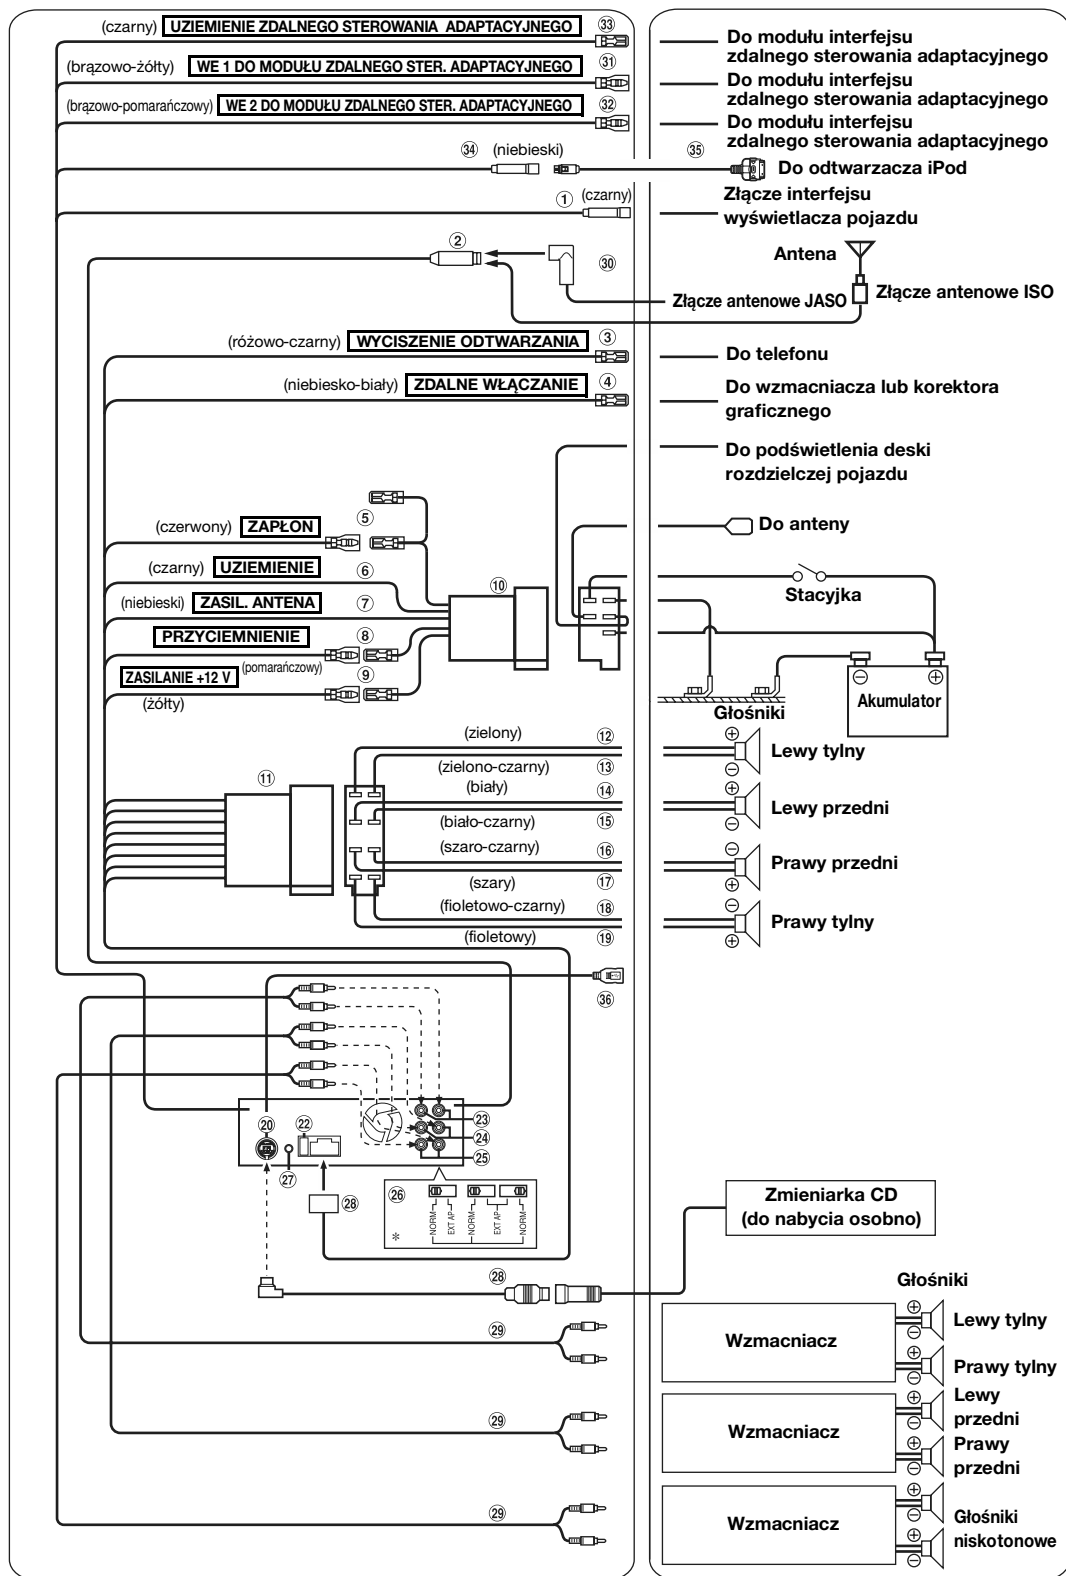 (czarny) UZIEMIENIE ZDALNEGO STEROWANIA ADAPTACYJNEGO 33
Do modułu interfejsu
zdalnego sterowania adaptacyjnego
(brązowo-żółty) WE 1 DO MODUŁU ZDALNEGO STER. ADAPTACYJNEGO 31
Do modułu interfejsu
zdalnego sterowania adaptacyjnego
(brązowo-pomarańczowy) WE 2 DO MODUŁU ZDALNEGO STER. ADAPTACYJNEGO 32
Do modułu interfejsu
zdalnego sterowania adaptacyjnego
34 (niebieski) 35 Do odtwarzacza iPod
1 (czarny) Złącze interfejsu
wyświetlacza pojazdu
2
30
Antena
Złącze antenowe JASO
Złącze antenowe ISO
(różowo-czarny) WYCISZENIE ODTWARZANIA 3 Do telefonu
(niebiesko-biały) ZDALNE WŁĄCZANIE 4 Do wzmacniacza lub korektora
graficznego
Do podświetlenia deski
rozdzielczej pojazdu
5
(czerwony) ZAPŁON
Do anteny
(czarny) UZIEMIENIE 6
10
Stacyjka
(niebieski) ZASIL. ANTENA 7
PRZYCIEMNIENIE 8
(pomarańczowy)
ZASILANIE +12 V 9
(żółty)
⊖ ⊕
Akumulator
Głośniki
(zielony) 12 ⊕
Lewy tylny
(zielono-czarny) 13 ⊖
11
(biały) 14 ⊕
Lewy przedni
(biało-czarny) 15 ⊖
(szaro-czarny) 16 ⊖
Prawy przedni
(szary) 17 ⊕
(fioletowo-czarny) 18 ⊖
Prawy tylny
(fioletowy) 19 ⊕
36
20 22 23
24
25
27
28
26
NORM
EXT AP
NORM
EXT AP
NORM
*
Zmieniarka CD
(do nabycia osobno)
28
Głośniki
29
Wzmacniacz
⊕
Lewy tylny
⊖
⊕
Prawy tylny
⊖
29
Wzmacniacz
⊕
Lewy
przedni
⊖
⊕
Prawy
przedni
⊖
29
Wzmacniacz
⊕
⊖
Głośniki
niskotonowe
⊕
⊖